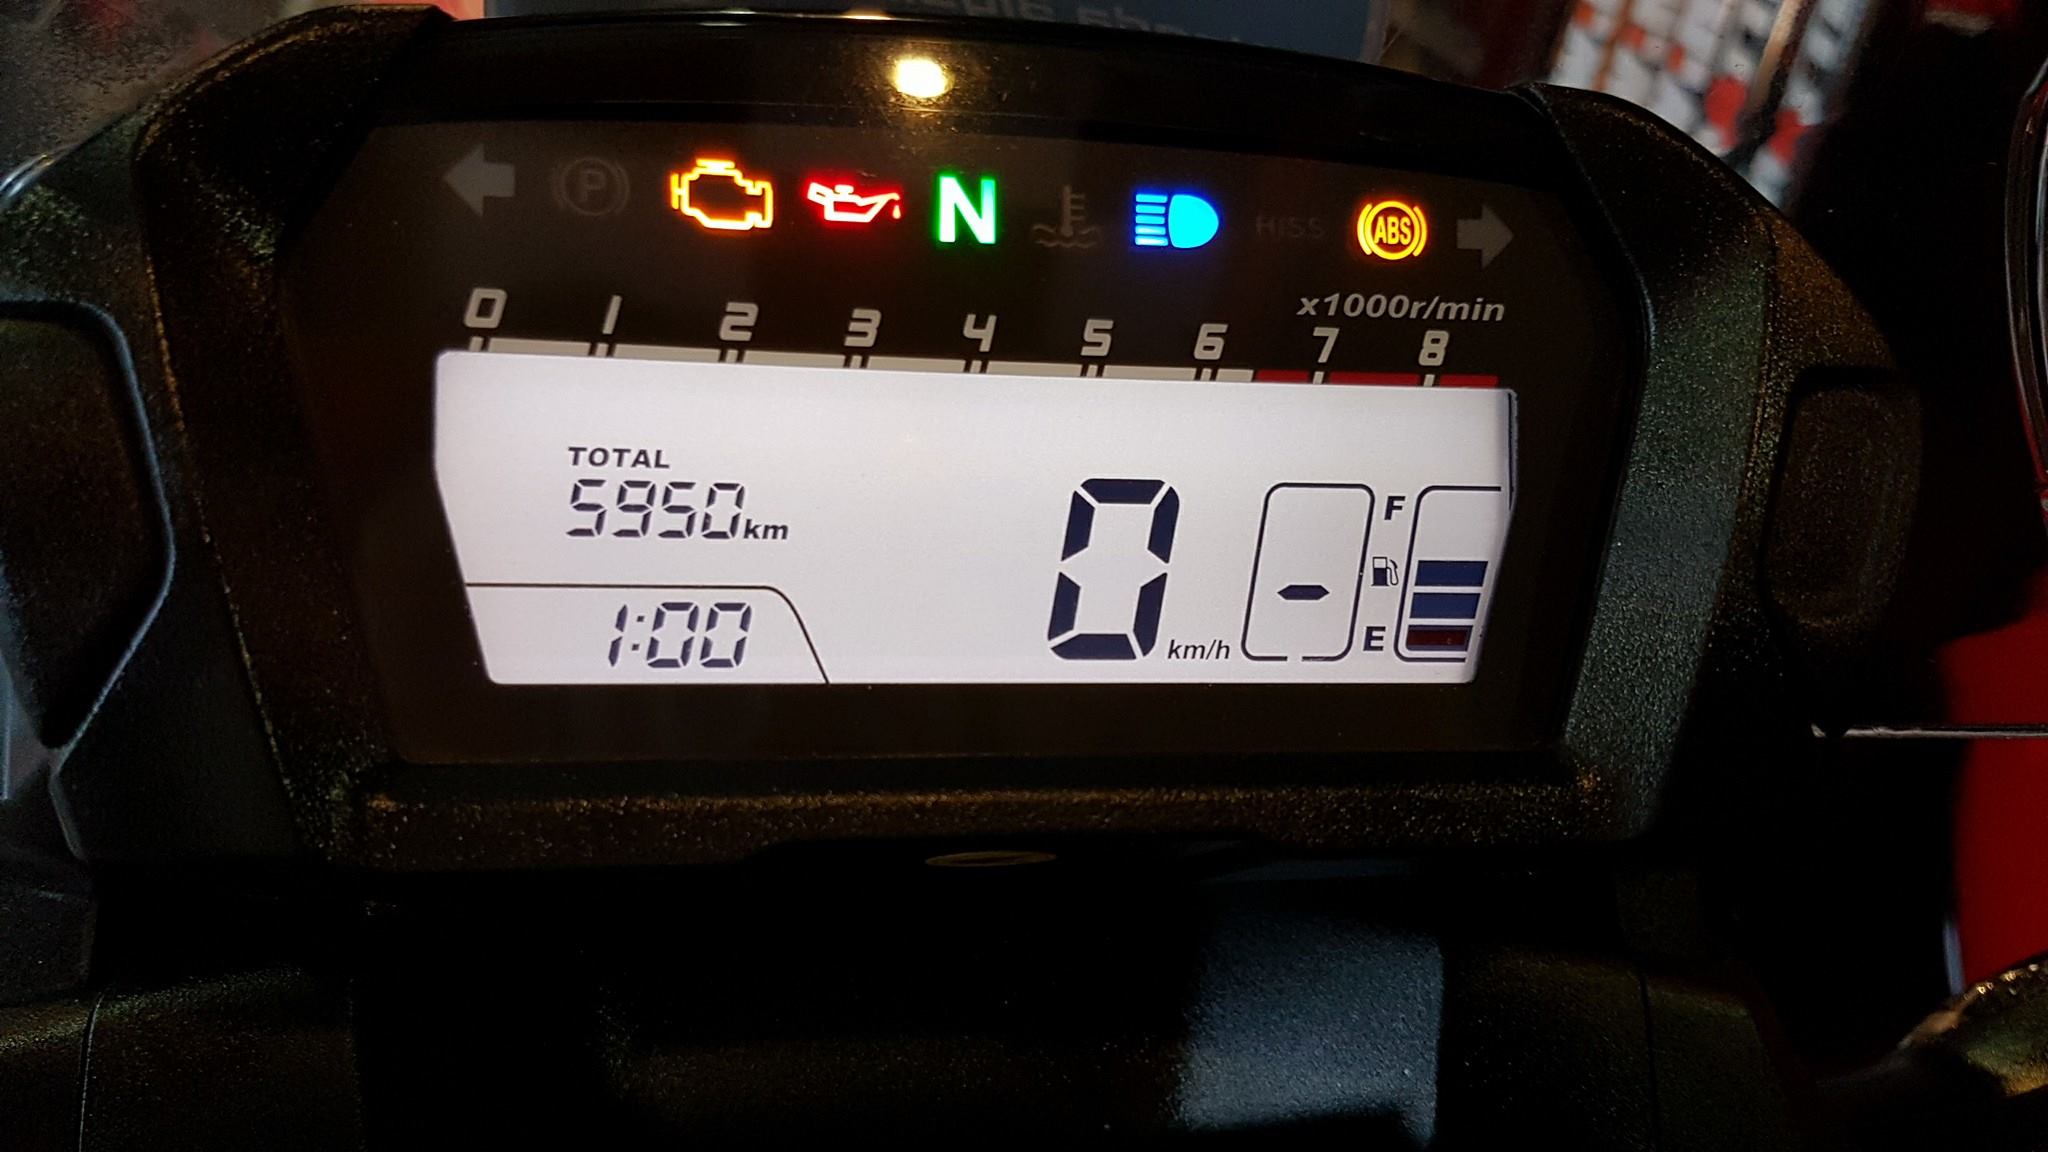 P N HISS ABS
x1000r/min
0 1 2 3 4 5 6 7 8
TOTAL
5950km
1:00
0 km/h
-
F
E